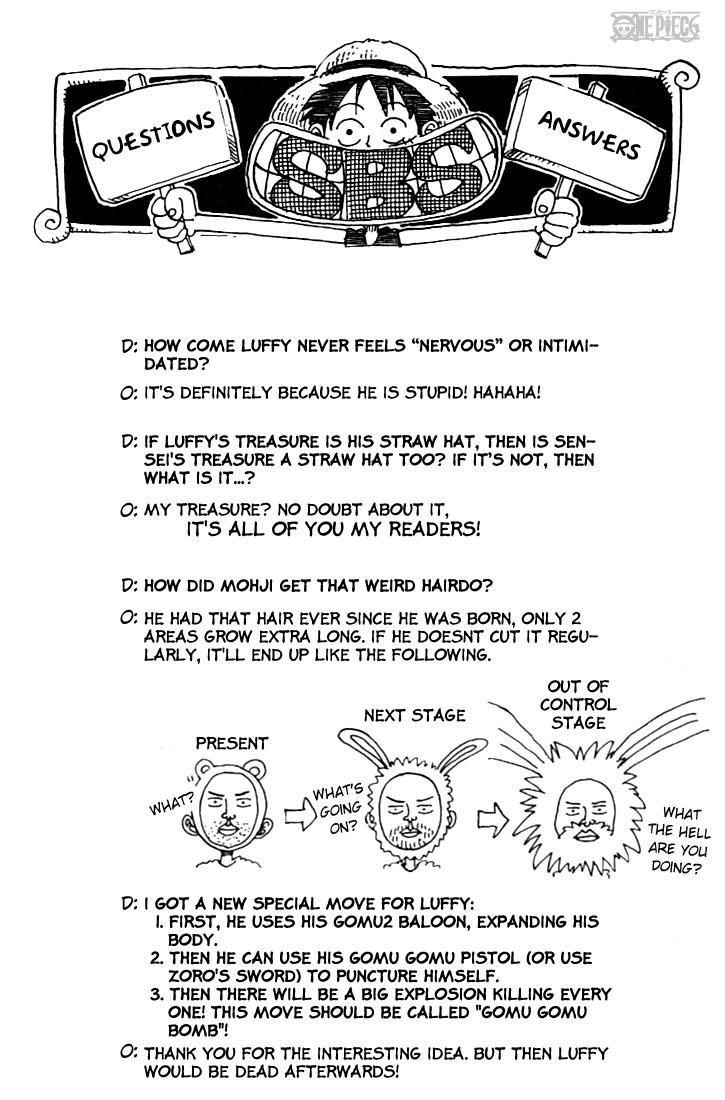 ワンピース
ONE PIECE
QUESTIONS
SBS
ANSWERS
D: HOW COME LUFFY NEVER FEELS “NERVOUS” OR INTIMI-
DATED?
O: IT'S DEFINITELY BECAUSE HE IS STUPID! HAHAHA!
D: IF LUFFY'S TREASURE IS HIS STRAW HAT, THEN IS SEN-
SEI'S TREASURE A STRAW HAT TOO? IF IT'S NOT, THEN
WHAT IS IT...?
O: MY TREASURE? NO DOUBT ABOUT IT,
IT'S ALL OF YOU MY READERS!
D: HOW DID MOHJI GET THAT WEIRD HAIRDO?
O: HE HAD THAT HAIR EVER SINCE HE WAS BORN, ONLY 2
AREAS GROW EXTRA LONG. IF HE DOESNT CUT IT REGU-
LARLY, IT'LL END UP LIKE THE FOLLOWING.
PRESENT
WHAT?
NEXT STAGE
WHAT'S
GOING
ON?
OUT OF
CONTROL
STAGE
WHAT
THE HELL
ARE YOU
DOING?
D: I GOT A NEW SPECIAL MOVE FOR LUFFY:
1. FIRST, HE USES HIS GOMU2 BALOON, EXPANDING HIS
BODY.
2. THEN HE CAN USE HIS GOMU GOMU PISTOL (OR USE
ZORO'S SWORD) TO PUNCTURE HIMSELF.
3. THEN THERE WILL BE A BIG EXPLOSION KILLING EVERY
ONE! THIS MOVE SHOULD BE CALLED "GOMU GOMU
BOMB"!
O: THANK YOU FOR THE INTERESTING IDEA. BUT THEN LUFFY
WOULD BE DEAD AFTERWARDS!